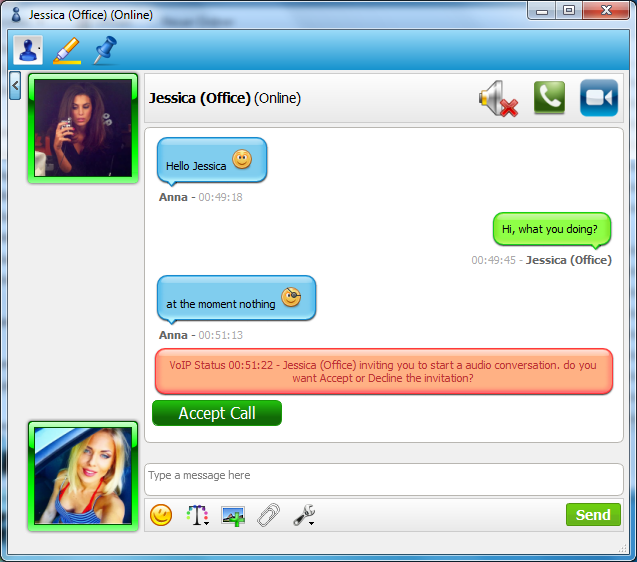 Jessica (Office) (Online)
Jessica (Office) (Online)
Hello Jessica
Anna - 00:49:18
Hi, what you doing?
00:49:45 - Jessica (Office)
at the moment nothing
Anna - 00:51:13
VoIP Status 00:51:22 - Jessica (Office) inviting you to start a audio conversation. do you
want Accept or Decline the invitation?
Accept Call
Type a message here
Send